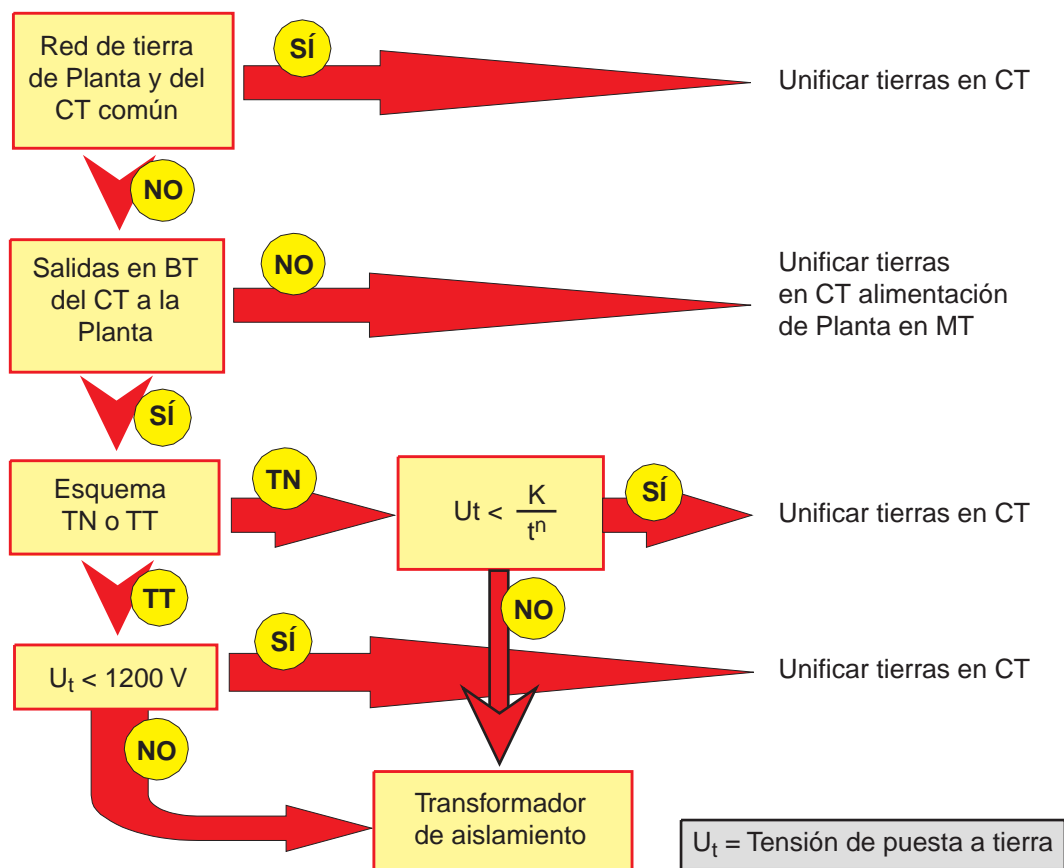 Red de tierra
de Planta y del
CT común
SÍ
Unificar tierras en CT
NO
Salidas en BT
del CT a la
Planta
NO
Unificar tierras
en CT alimentación
de Planta en MT
SÍ
Esquema
TN o TT
TN
Ut < K / tⁿ
SÍ
Unificar tierras en CT
TT
NO
Uₜ < 1200 V
SÍ
Unificar tierras en CT
NO
Transformador
de aislamiento
Uₜ = Tensión de puesta a tierra